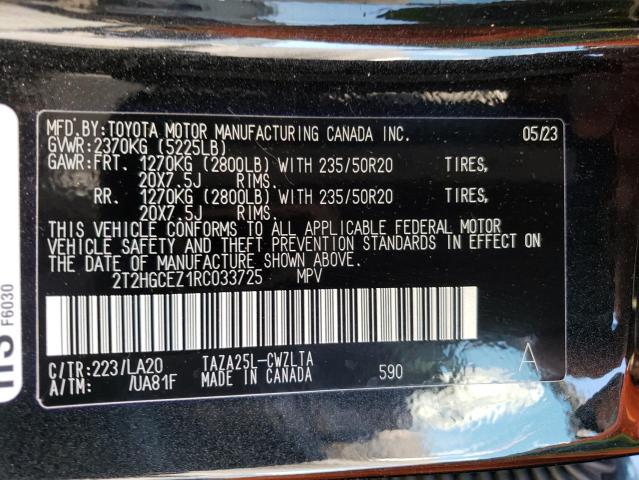 MFD.BY:TOYOTA MOTOR MANUFACTURING CANADA INC. 05/23
GVWR:2370KG (5225LB)
GAWR:FRT. 1270KG (2800LB) WITH 235/50R20 TIRES,
20X7.5J RIMS.
RR. 1270KG (2800LB) WITH 235/50R20 TIRES,
20X7.5J RIMS.
THIS VEHICLE CONFORMS TO ALL APPLICABLE FEDERAL MOTOR
VEHICLE SAFETY AND THEFT PREVENTION STANDARDS IN EFFECT ON
THE DATE OF MANUFACTURE SHOWN ABOVE.
2T2HGCEZ1RC033725 MPV
C/TR:223/LA20 TAZA25L-CWZLTA A
A/TM: /UA81F MADE IN CANADA 590
F6030